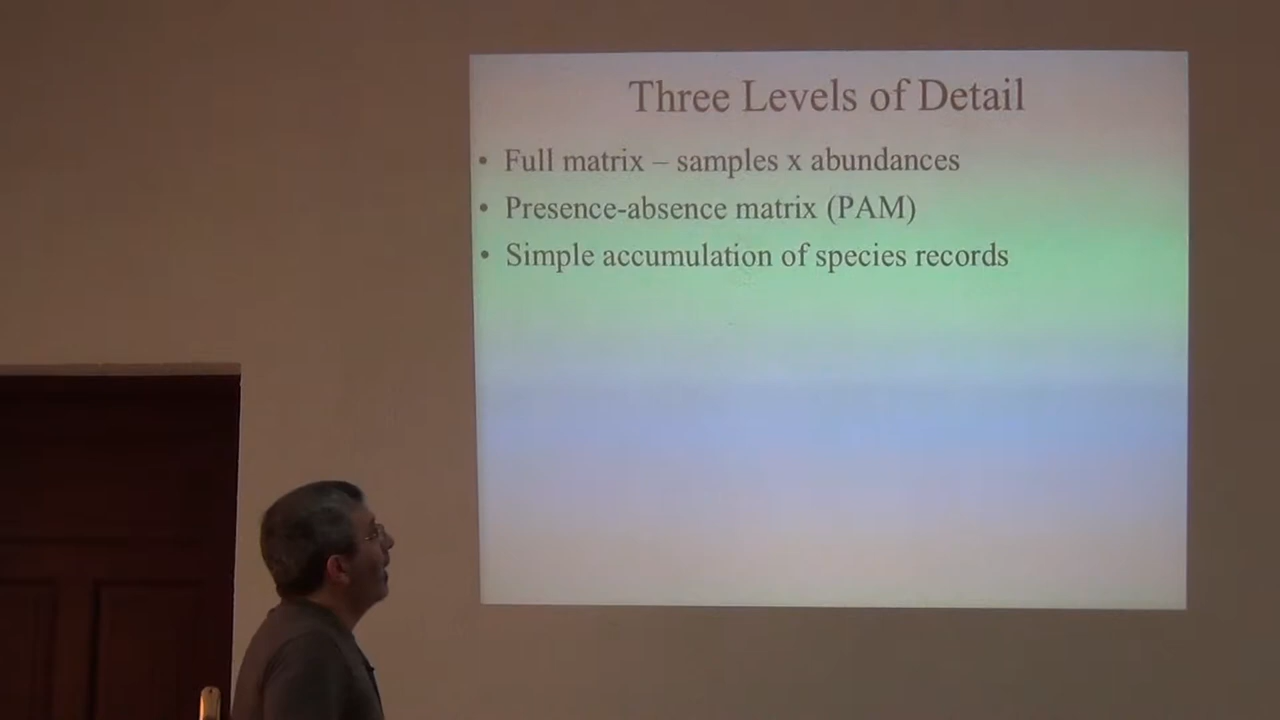 Three Levels of Detail
• Full matrix – samples x abundances
• Presence-absence matrix (PAM)
• Simple accumulation of species records